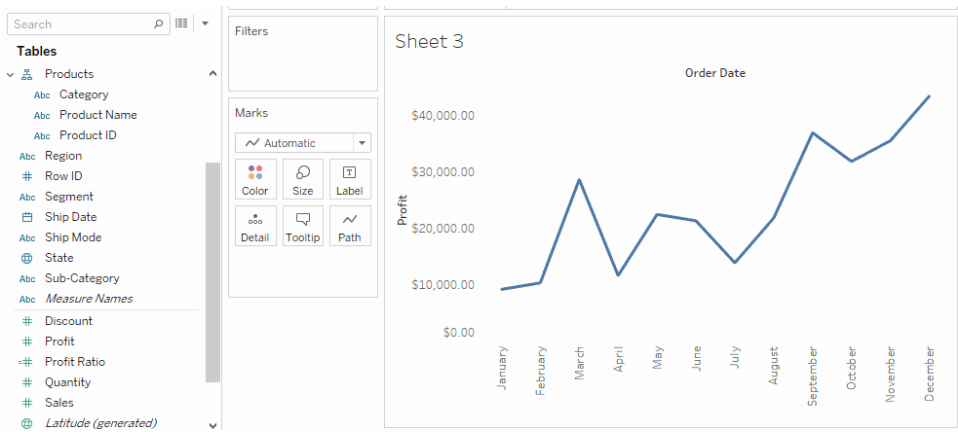 Search
Tables
Products
Abc Category
Abc Product Name
Abc Product ID
Abc Region
# Row ID
Abc Segment
Ship Date
Abc Ship Mode
State
Abc Sub-Category
Abc Measure Names
# Discount
# Profit
=# Profit Ratio
# Quantity
# Sales
Latitude (generated)
Filters
Marks
Automatic
Color Size T Label
Detail Tooltip Path
Sheet 3
Order Date
Profit
$40,000.00
$30,000.00
$20,000.00
$10,000.00
$0.00
January
February
March
April
May
June
July
August
September
October
November
December